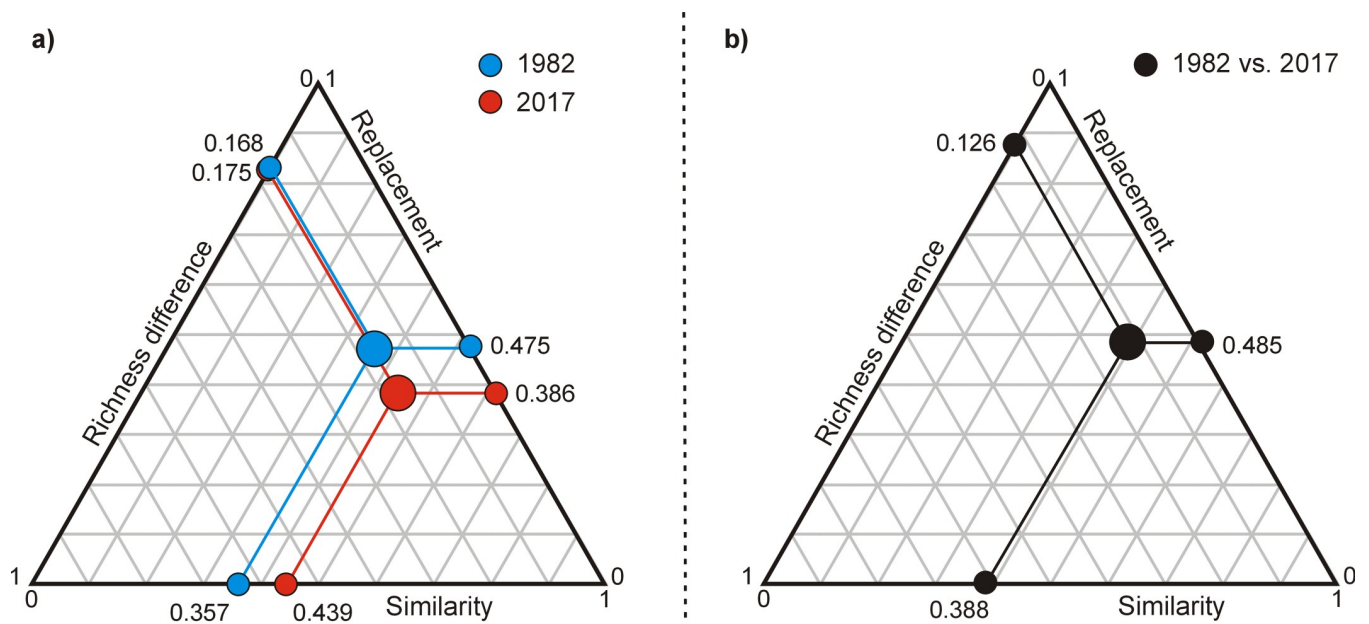 a)
1982
2017
0 1
Replacement
0.168
0.175
Richness difference
0.475
0.386
1
0
0
1
0.357
0.439
Similarity
b)
1982 vs. 2017
0 1
Replacement
0.126
Richness difference
0.485
1
0
0
1
0.388
Similarity